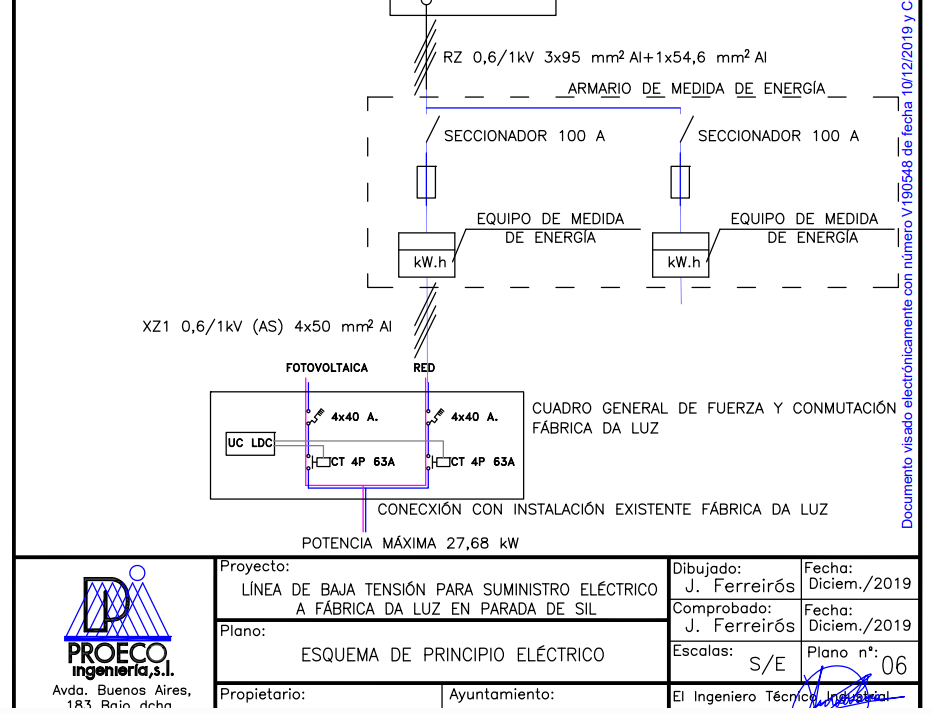 RZ 0,6/1kV 3x95 mm² Al+1x54,6 mm² Al
ARMARIO DE MEDIDA DE ENERGÍA
SECCIONADOR 100 A
SECCIONADOR 100 A
EQUIPO DE MEDIDA
DE ENERGÍA
EQUIPO DE MEDIDA
DE ENERGÍA
kW.h
kW.h
XZ1 0,6/1kV (AS) 4x50 mm² Al
FOTOVOLTAICA
RED
4x40 A.
4x40 A.
UC LDC
CT 4P 63A
CT 4P 63A
CUADRO GENERAL DE FUERZA Y CONMUTACIÓN
FÁBRICA DA LUZ
CONECXIÓN CON INSTALACIÓN EXISTENTE FÁBRICA DA LUZ
POTENCIA MÁXIMA 27,68 kW
Documento visado electrónicamente con número V190548 de fecha 10/12/2019 y C
PROECO
Ingeniería,s.l.
Avda. Buenos Aires,
183 Bajo dcha
Proyecto:
LÍNEA DE BAJA TENSIÓN PARA SUMINISTRO ELÉCTRICO
A FÁBRICA DA LUZ EN PARADA DE SIL
Plano:
ESQUEMA DE PRINCIPIO ELÉCTRICO
Propietario:
Ayuntamiento:
Dibujado:
J. Ferreirós
Fecha:
Diciem./2019
Comprobado:
J. Ferreirós
Fecha:
Diciem./2019
Escalas:
S/E
Plano nº:
06
El Ingeniero Técnico Industrial